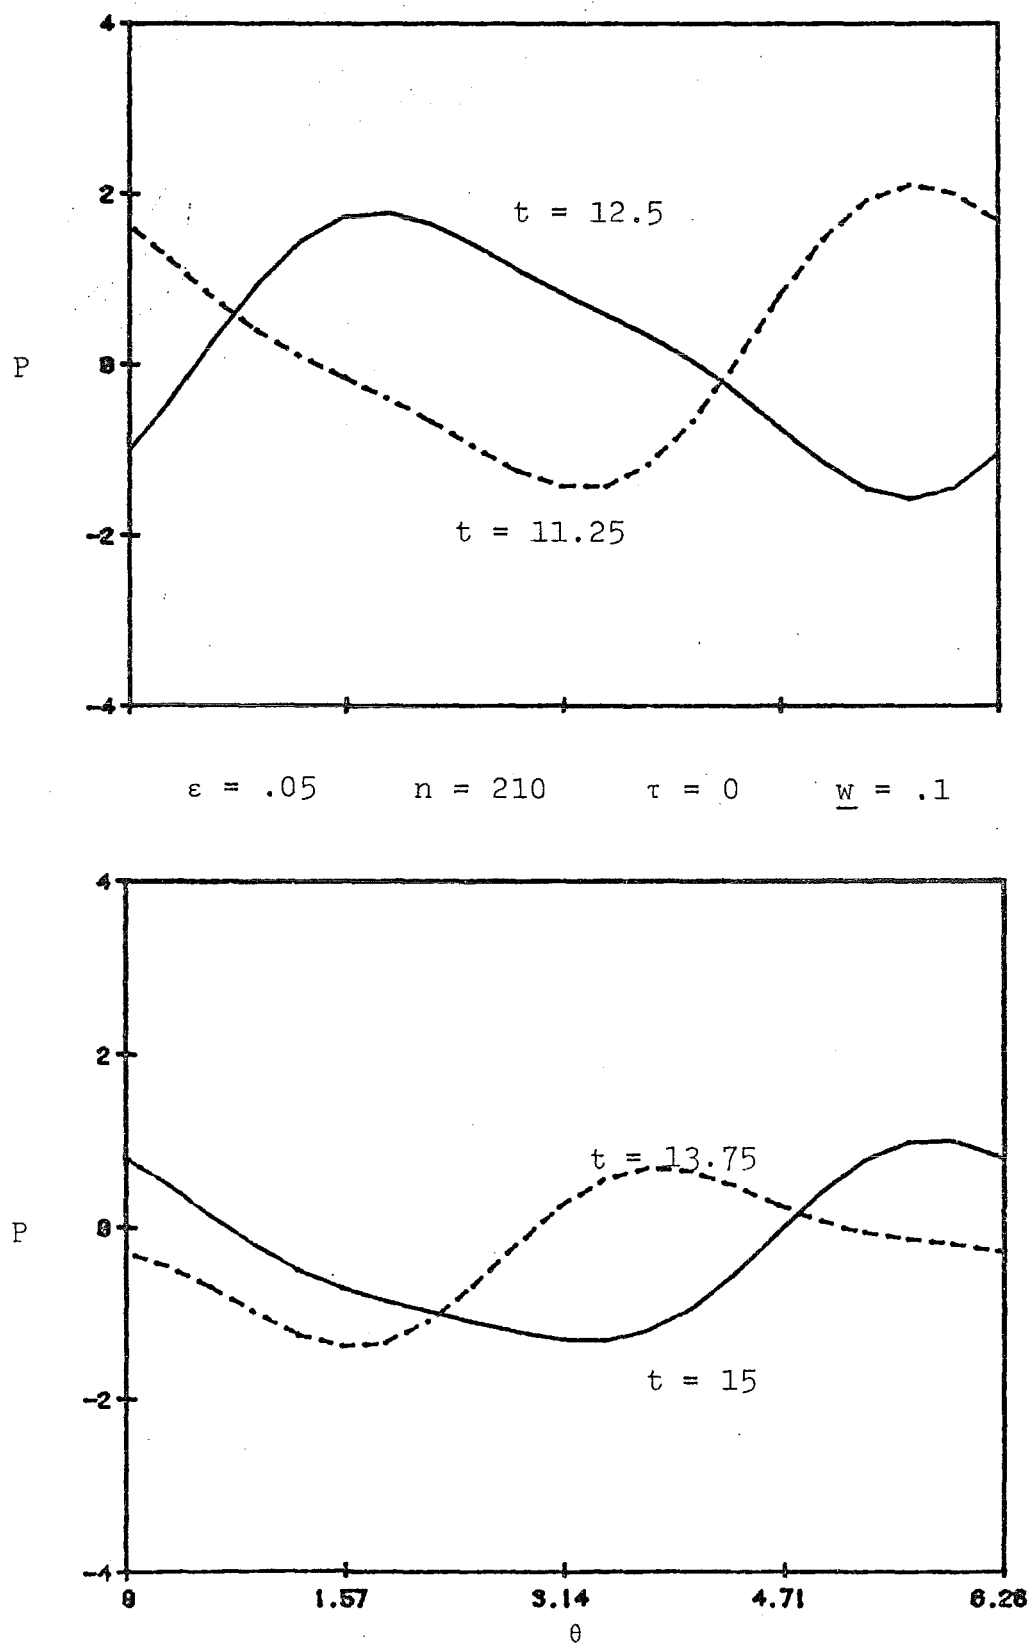 4
2
t = 12.5
P
0
-2
t = 11.25
-4
ε = .05 n = 210 τ = 0 w = .1
4
2
t = 13.75
P
0
-2
t = 15
-4
0 1.57 3.14 4.71 6.28
θ